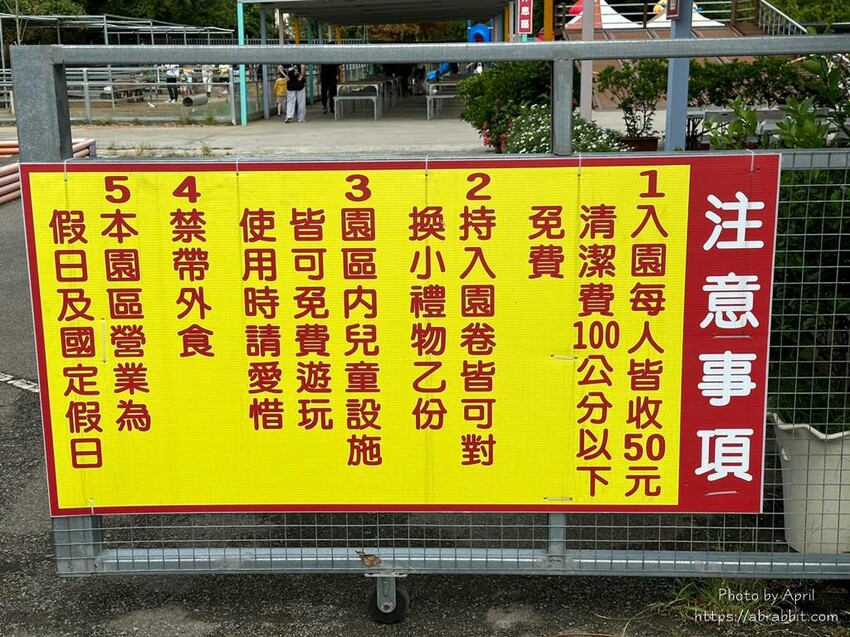 注意事項
1入園每人皆收50元
清潔費100公分以下
免費
2持入園卷皆可對
換小禮物乙份
3園區內兒童設施
皆可免費遊玩
使用時請愛惜
4禁帶外食
5本園區營業為
假日及國定假日
Photo by April
https://abrabbit.com